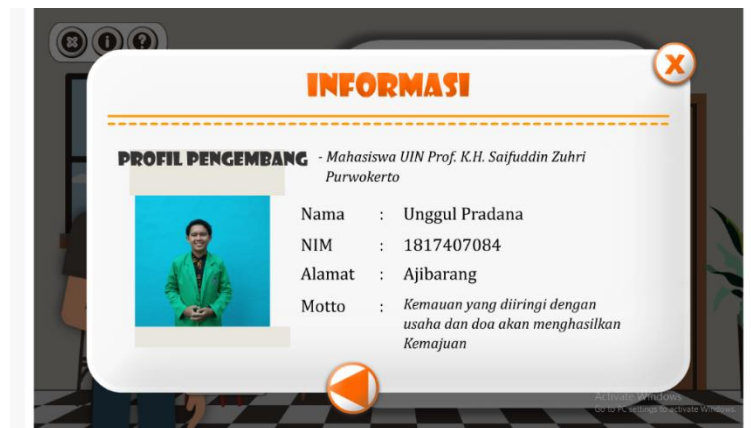 INFORMASI
X
PROFIL PENGEMBANG - Mahasiswa UIN Prof. K.H. Saifuddin Zuhri
Purwokerto
Nama : Unggul Pradana
NIM : 1817407084
Alamat : Ajibarang
Motto : Kemauan yang diiringi dengan
usaha dan doa akan menghasilkan
Kemajuan
Activate Windows
Go to PC settings to activate Windows.